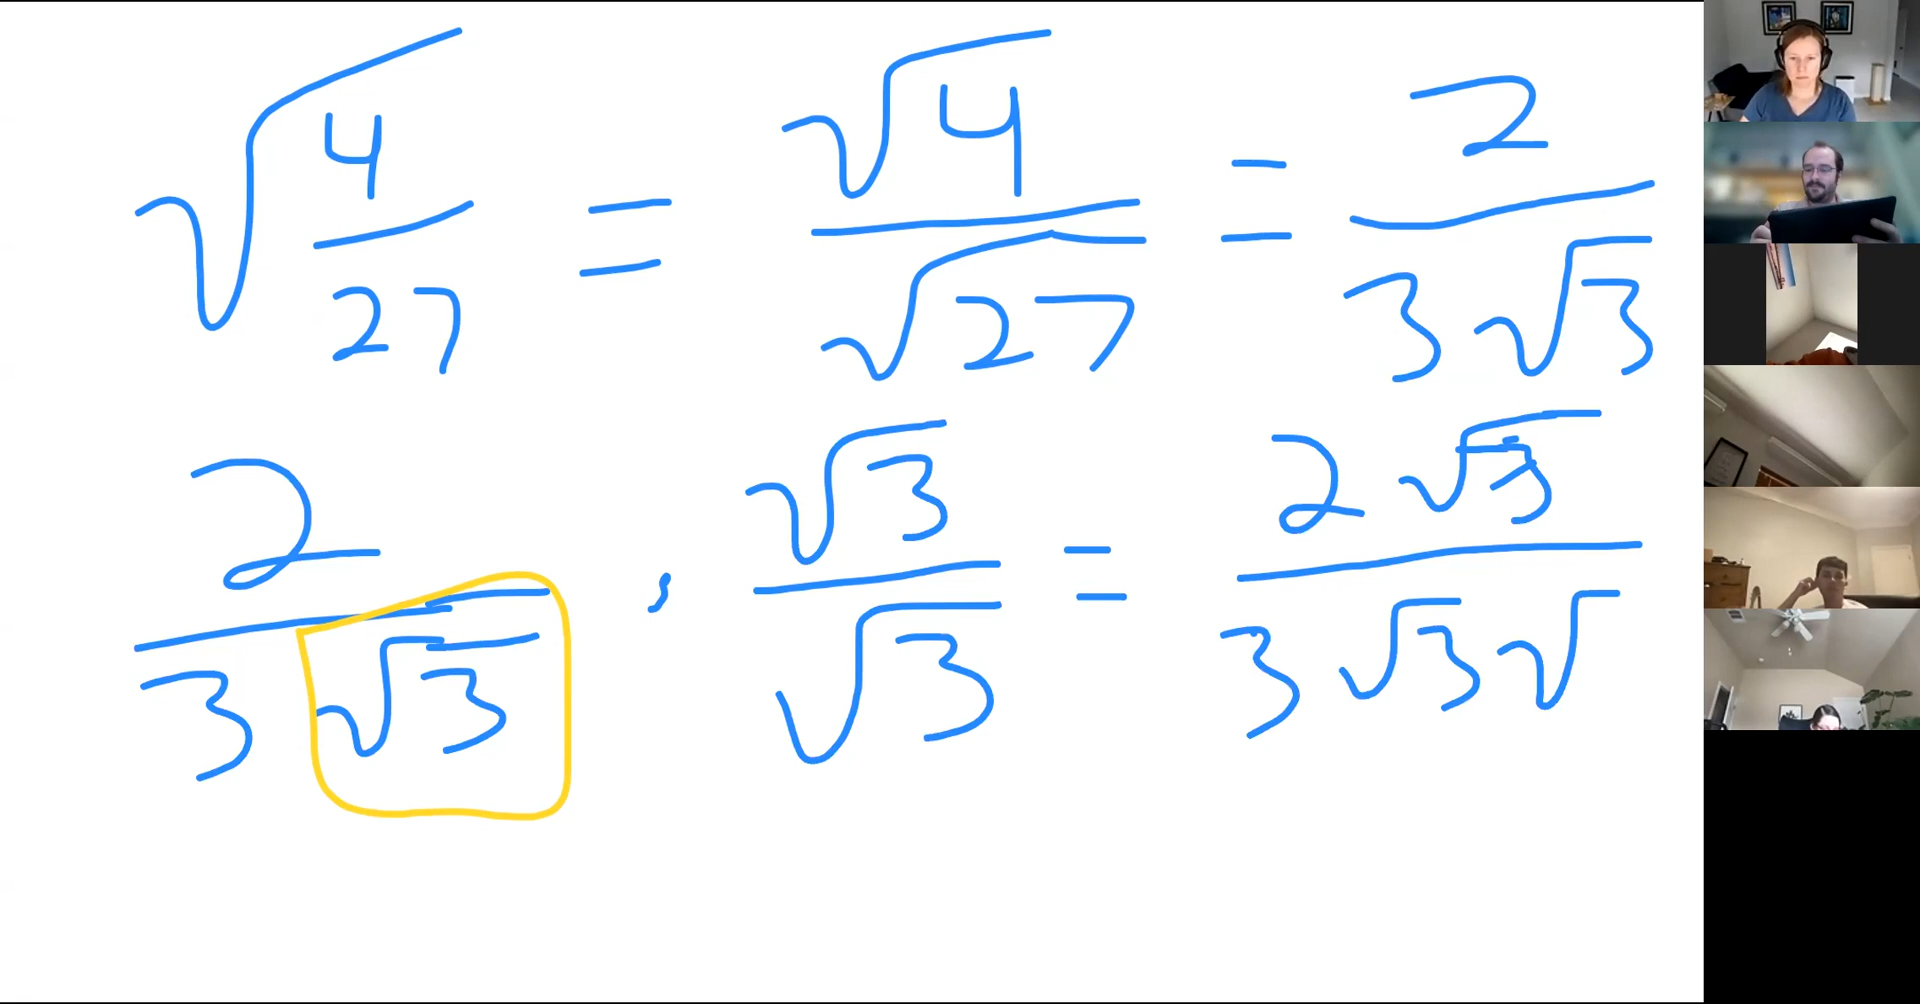 √(4/27) = √4/√27 = 2/(3√3)
2/(3√3) · √3/√3 = 2√3/(3√3√